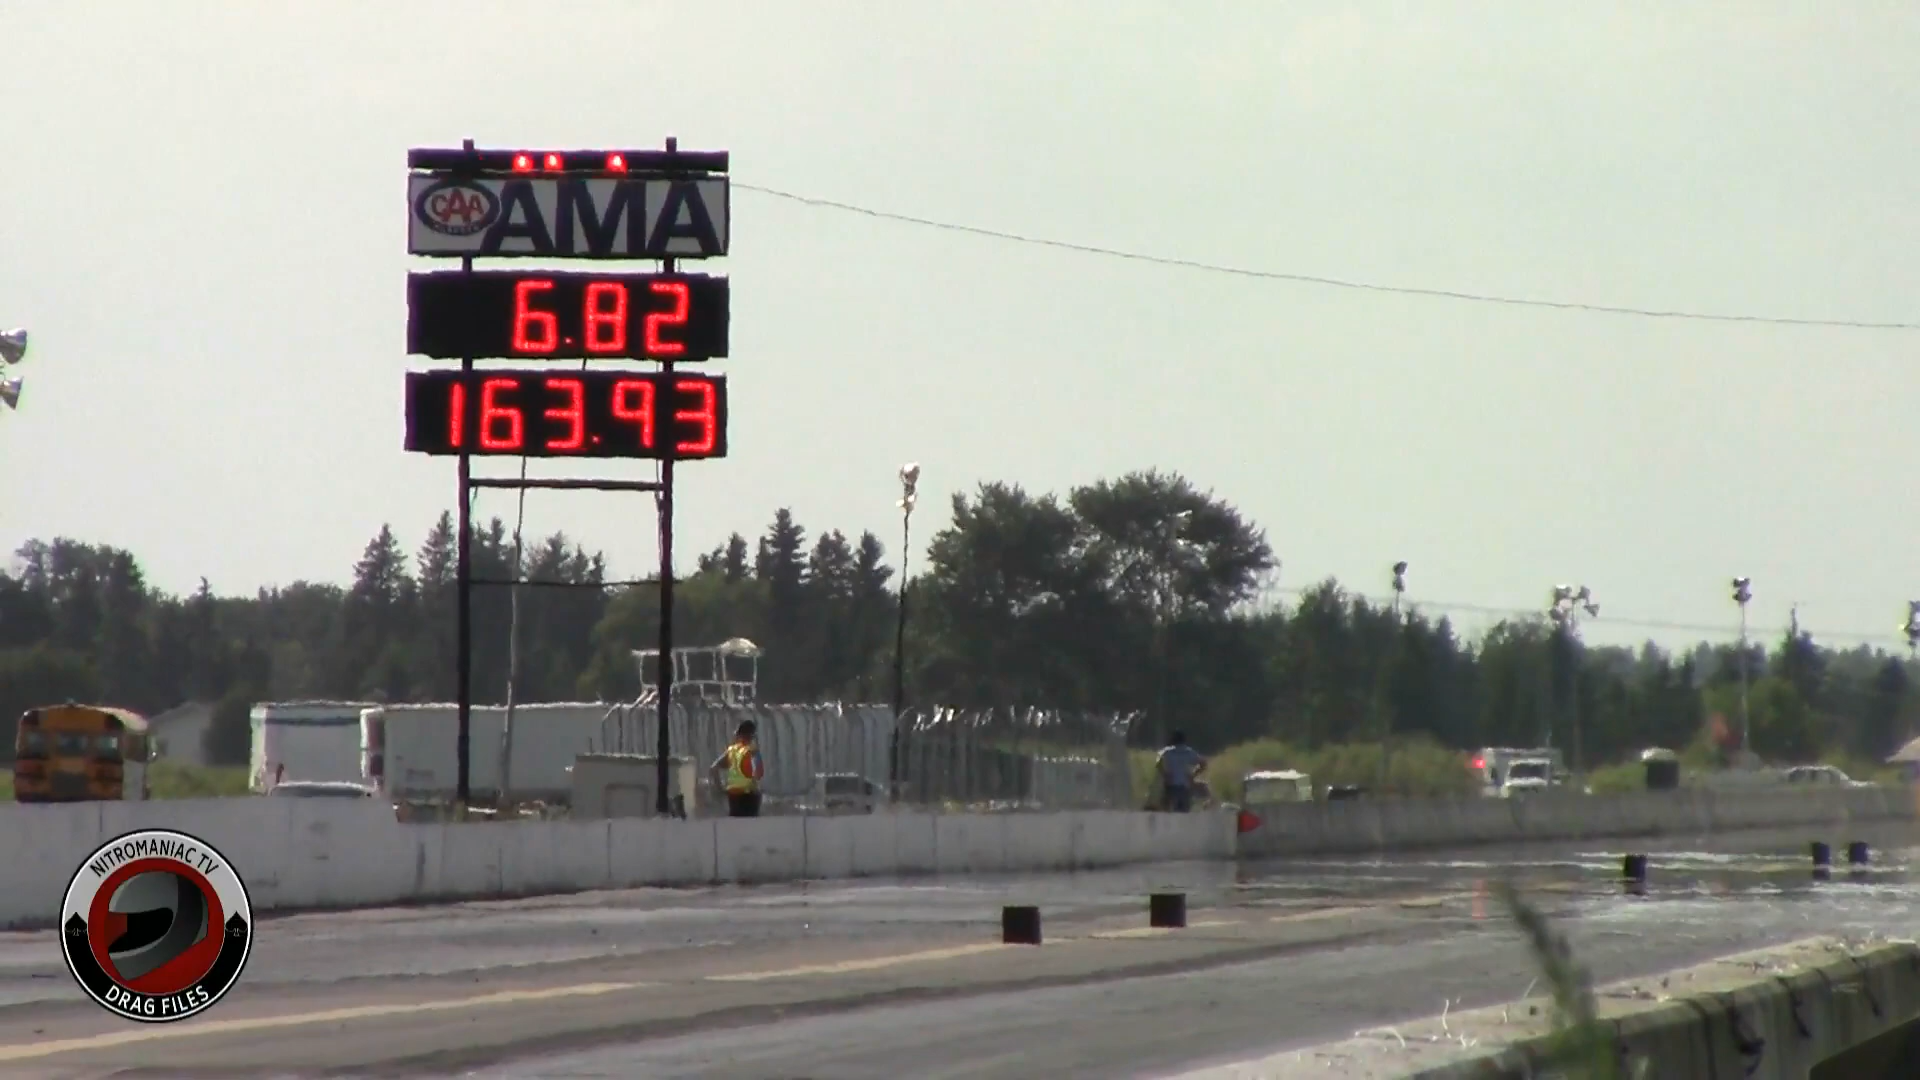 CAA
AMA
6.82
163.93
NITROMANIAC TV
DRAG FILES